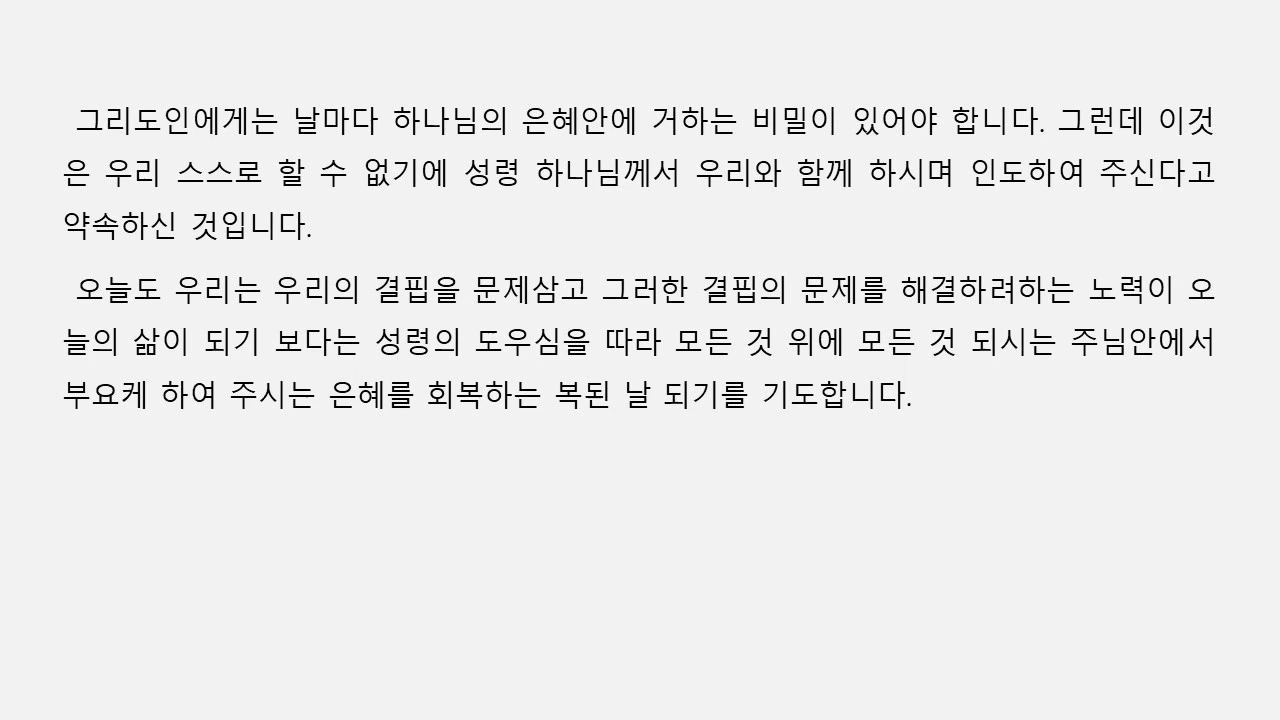 그리도인에게는 날마다 하나님의 은혜안에 거하는 비밀이 있어야 합니다. 그런데 이것
은 우리 스스로 할 수 없기에 성령 하나님께서 우리와 함께 하시며 인도하여 주신다고
약속하신 것입니다.
오늘도 우리는 우리의 결핍을 문제삼고 그러한 결핍의 문제를 해결하려하는 노력이 오
늘의 삶이 되기 보다는 성령의 도우심을 따라 모든 것 위에 모든 것 되시는 주님안에서
부요케 하여 주시는 은혜를 회복하는 복된 날 되기를 기도합니다.